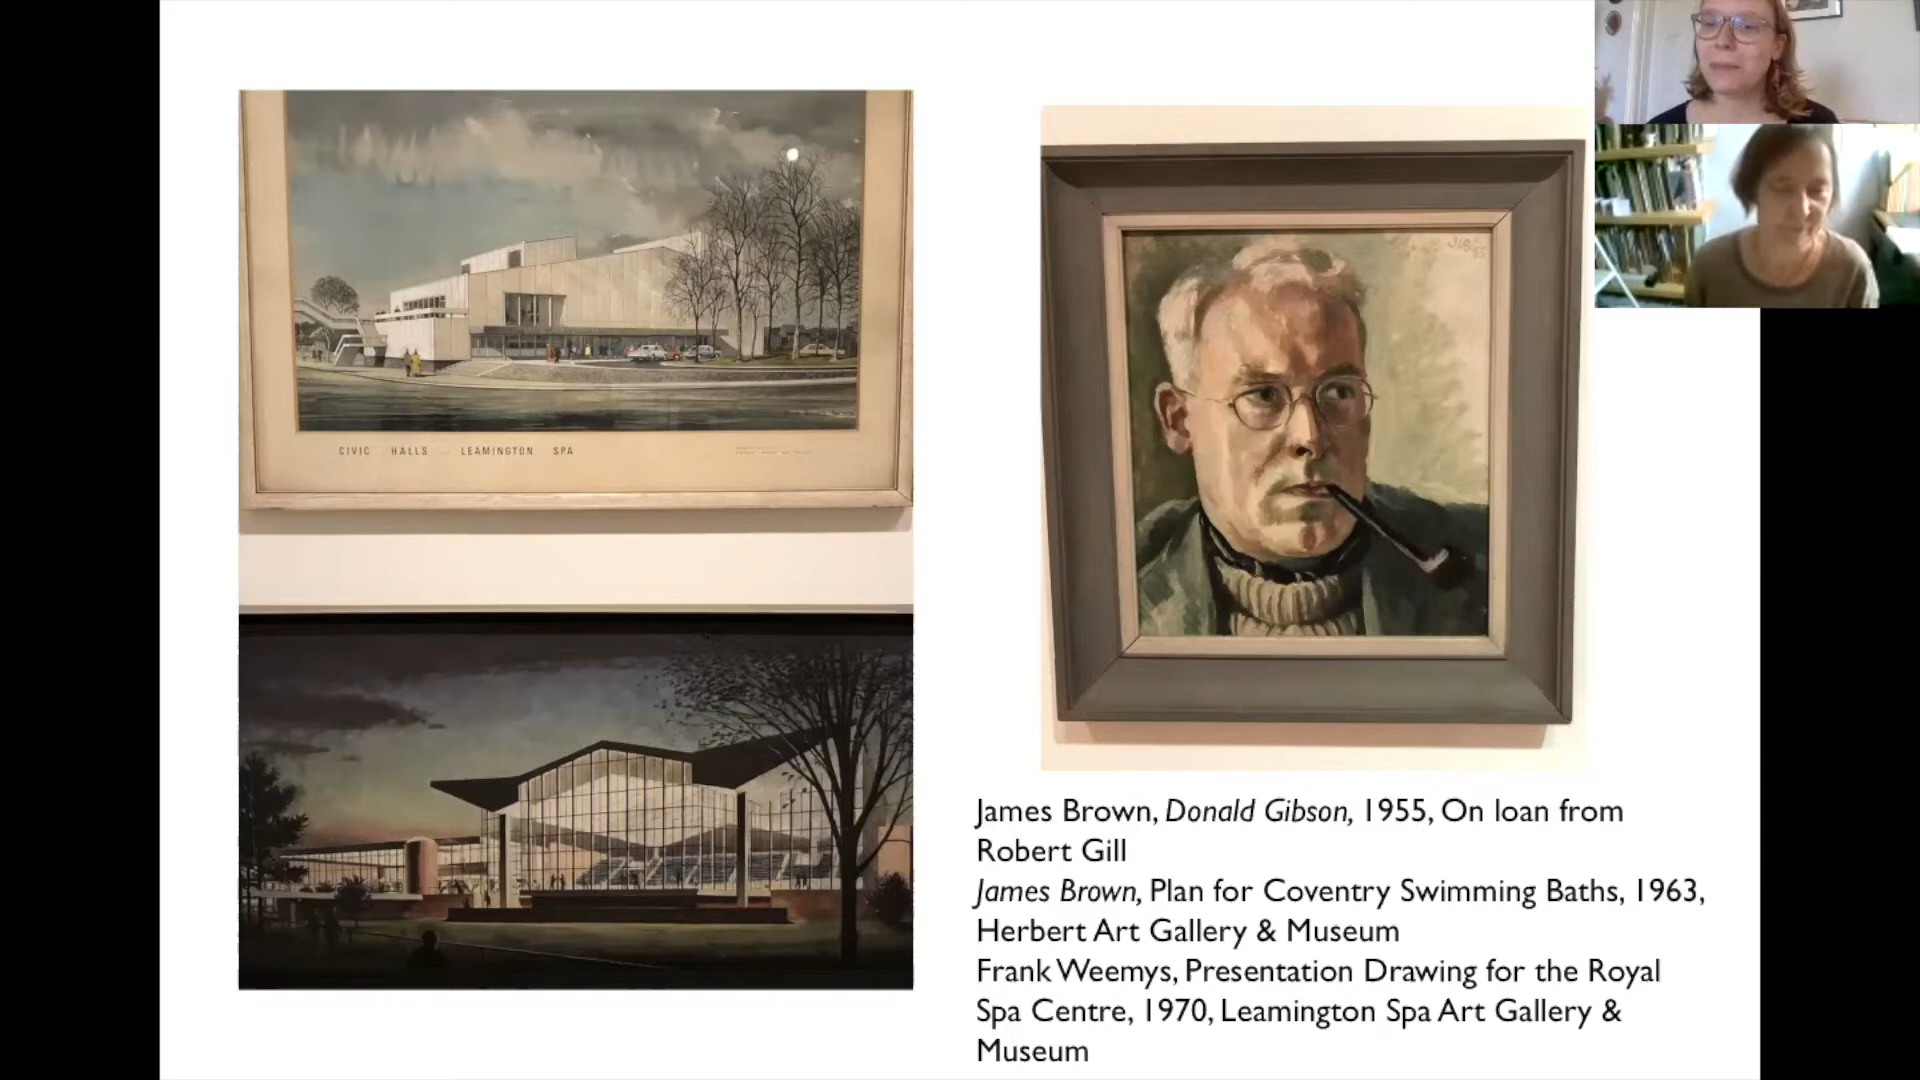 CIVIC HALLS - LEAMINGTON SPA
James Brown, Donald Gibson, 1955, On loan from
Robert Gill
James Brown, Plan for Coventry Swimming Baths, 1963,
Herbert Art Gallery & Museum
Frank Weemys, Presentation Drawing for the Royal
Spa Centre, 1970, Leamington Spa Art Gallery &
Museum